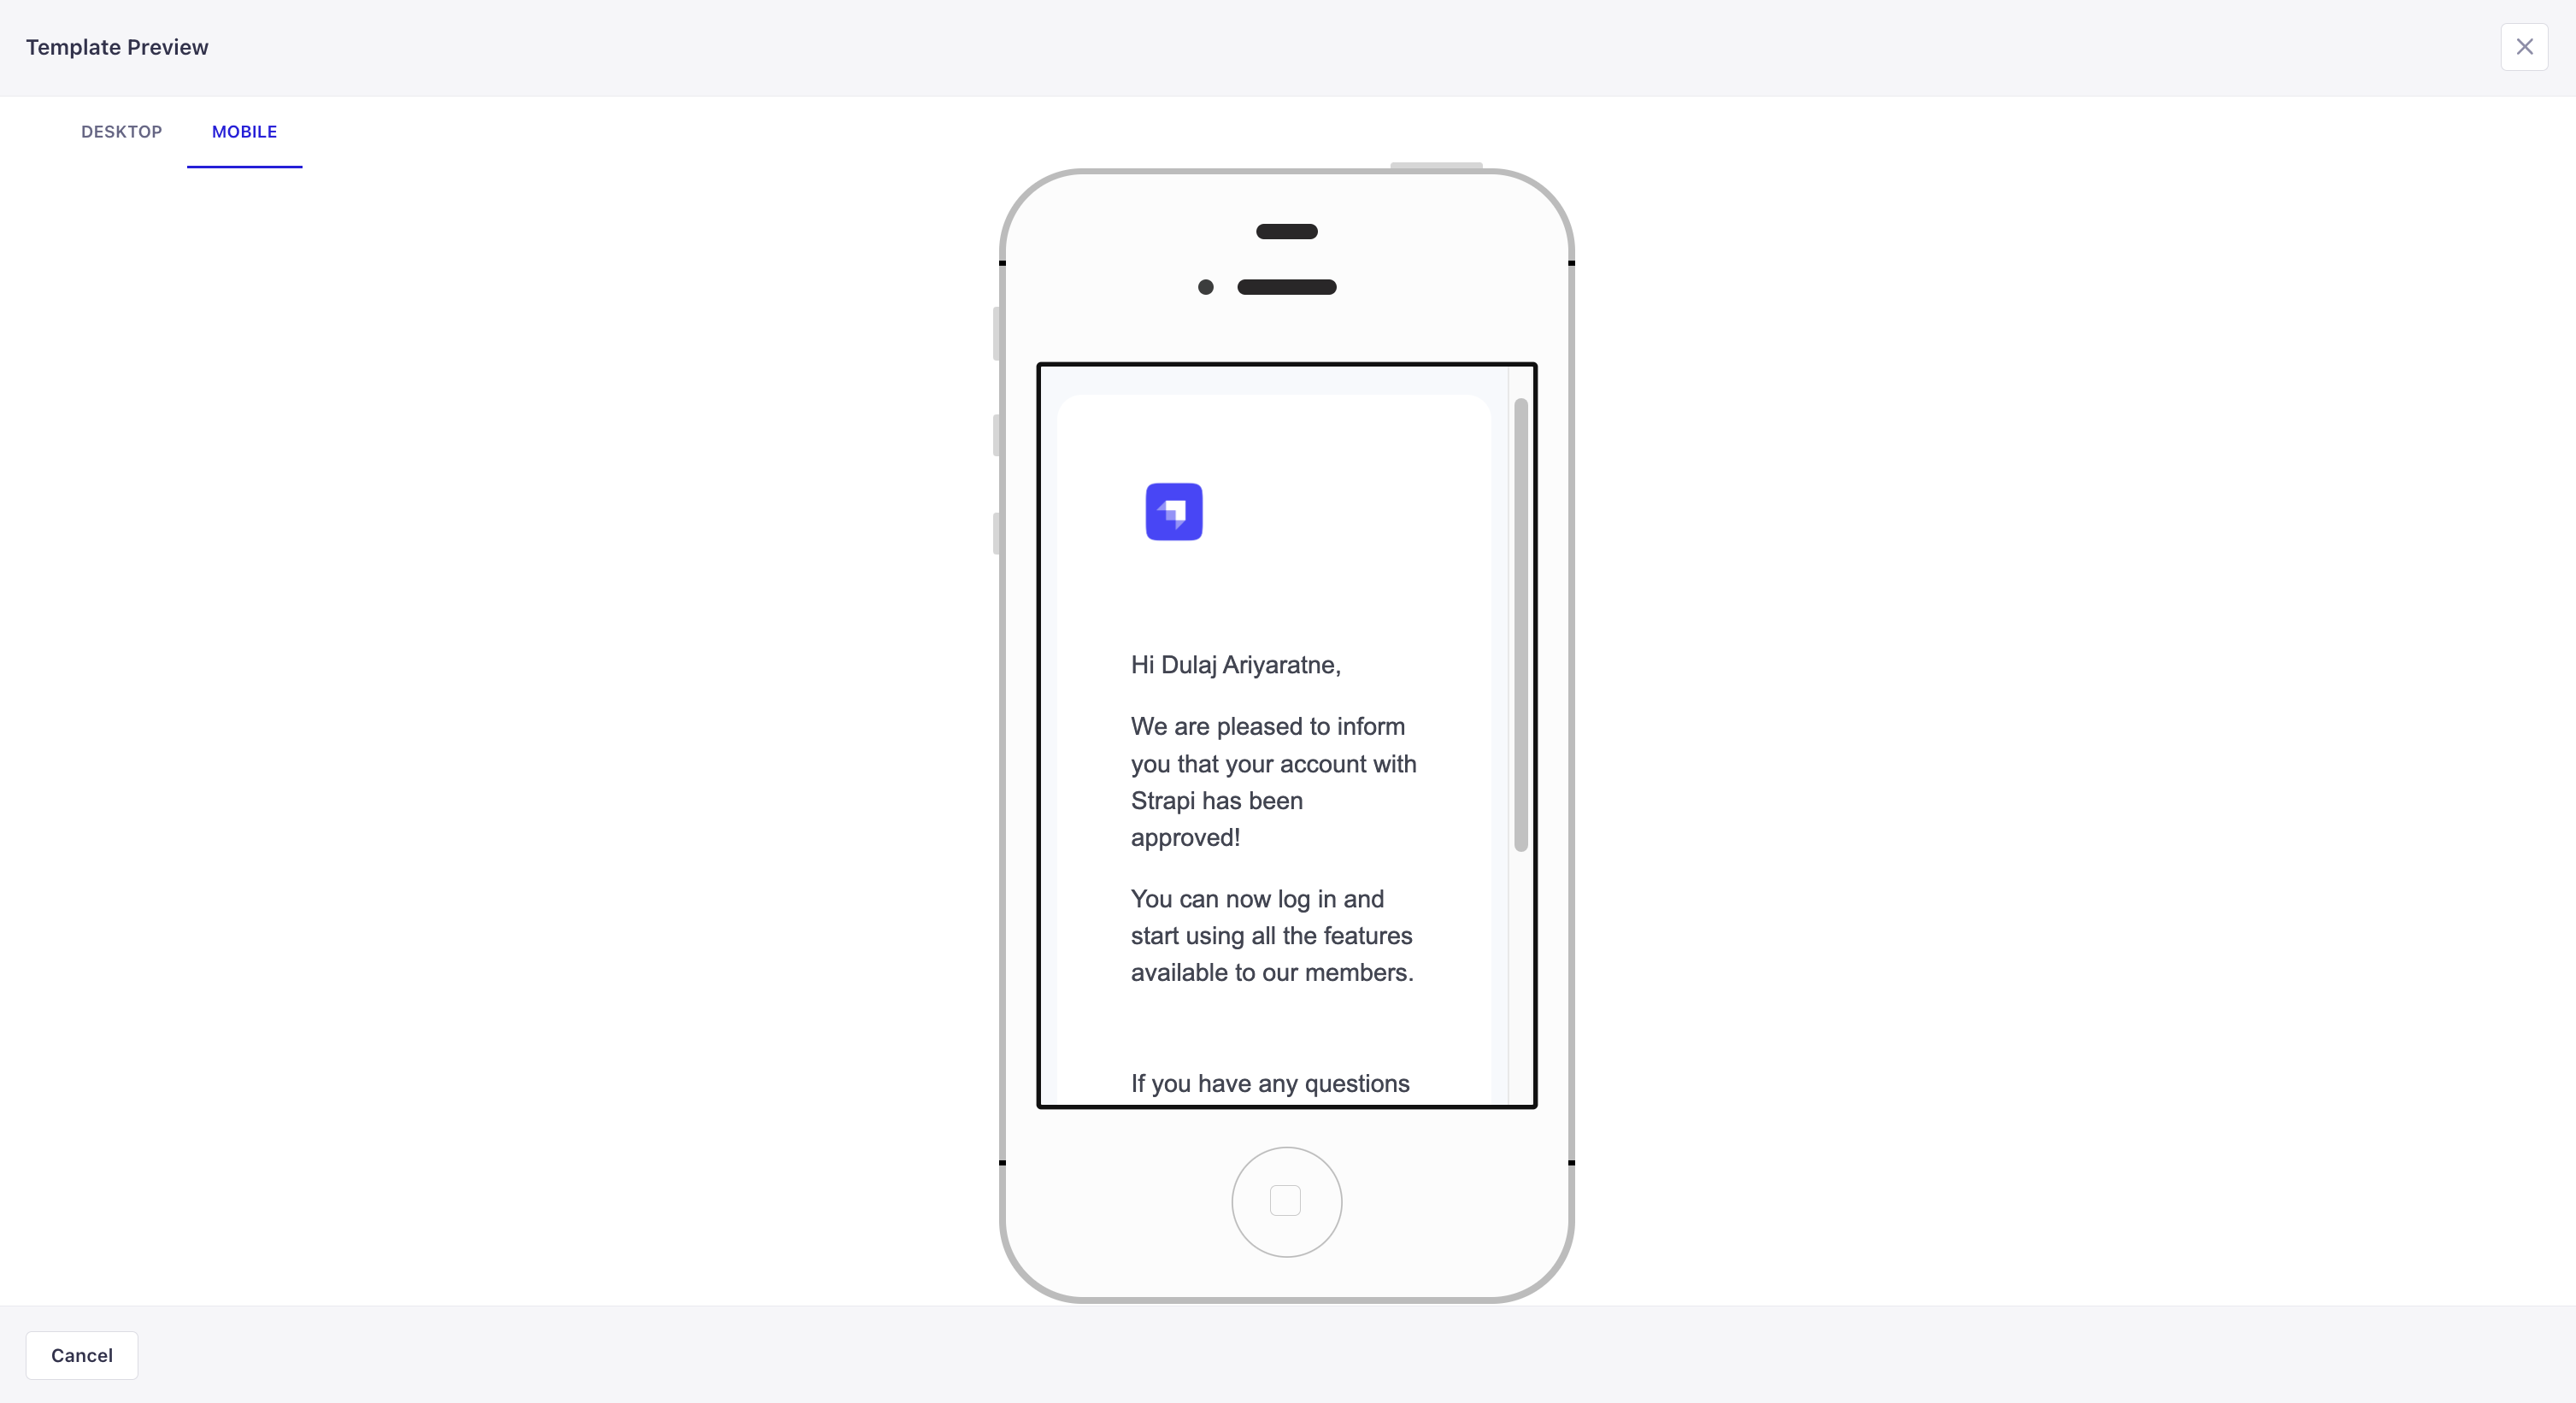 Template Preview
DESKTOP
MOBILE
Hi Dulaj Ariyaratne,
We are pleased to inform
you that your account with
Strapi has been
approved!
You can now log in and
start using all the features
available to our members.
If you have any questions
Cancel